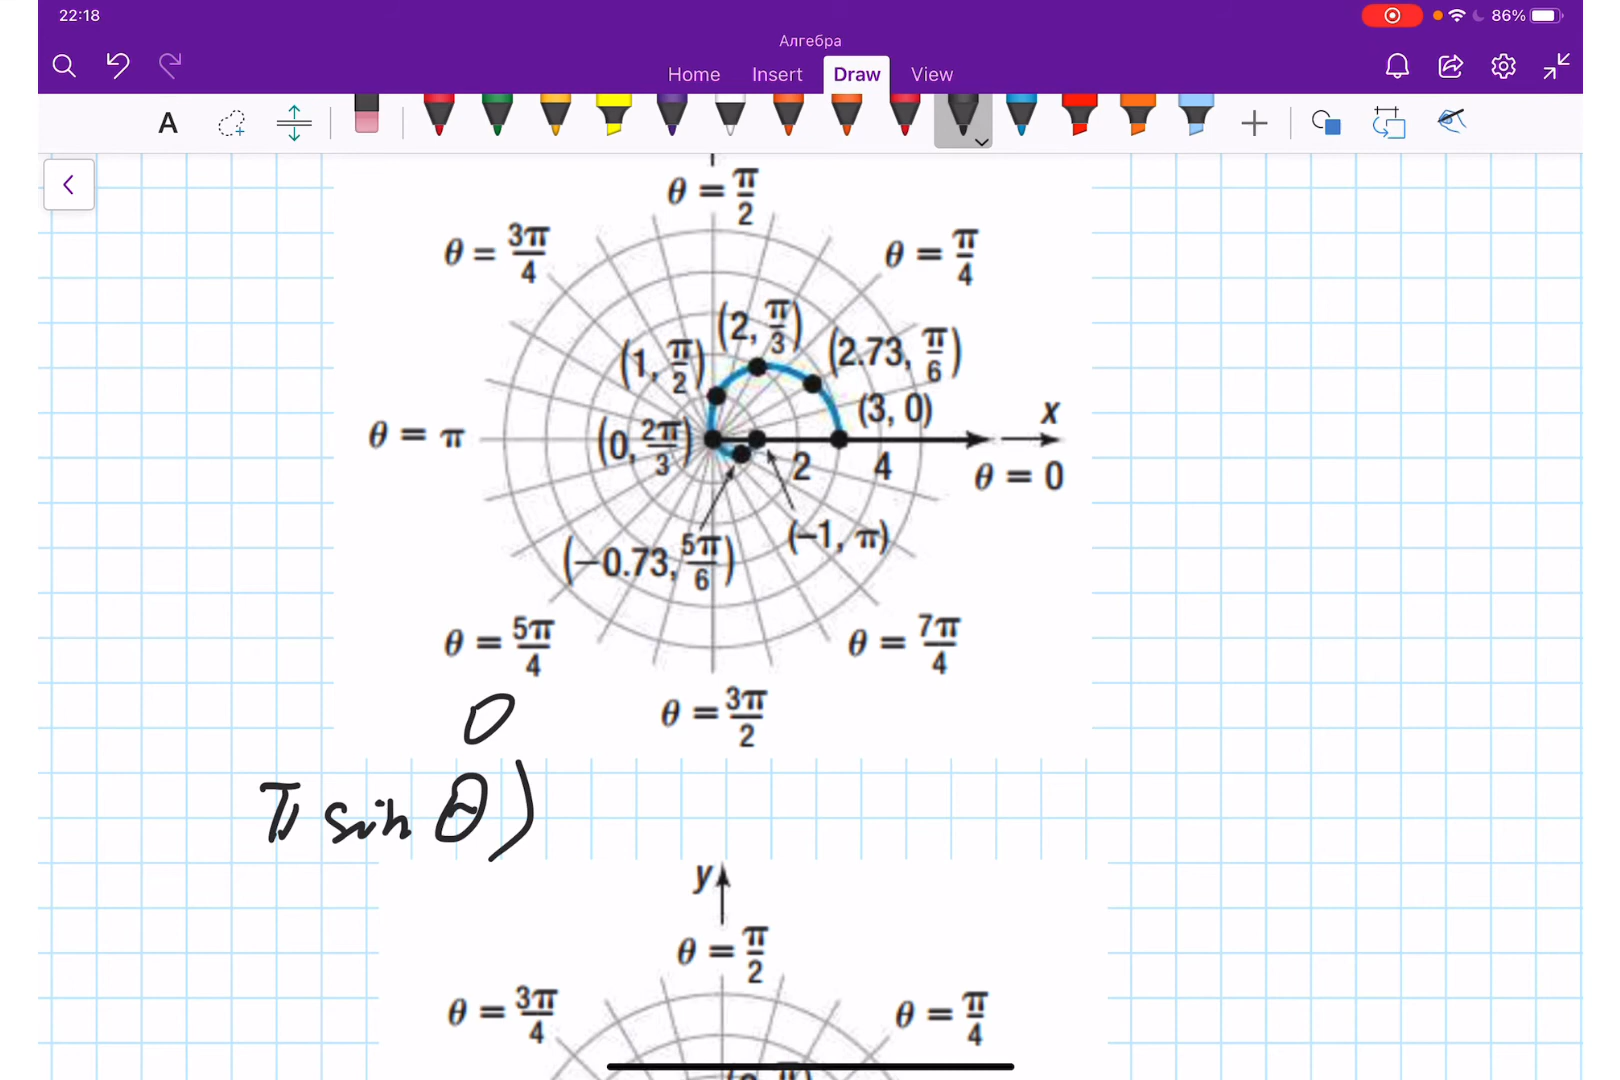 22:18
86%
Алгебра
Home Insert Draw View
A
θ = π/2
θ = 3π/4
θ = π/4
(2, π/3)
(1, π/2)
(2.73, π/6)
(3, 0)
x
θ = π
(0, 2π/3)
2
4
θ = 0
(−1, π)
(−0.73, 5π/6)
θ = 5π/4
θ = 7π/4
θ = 3π/2
0
π sin θ)
y
θ = π/2
θ = 3π/4
θ = π/4